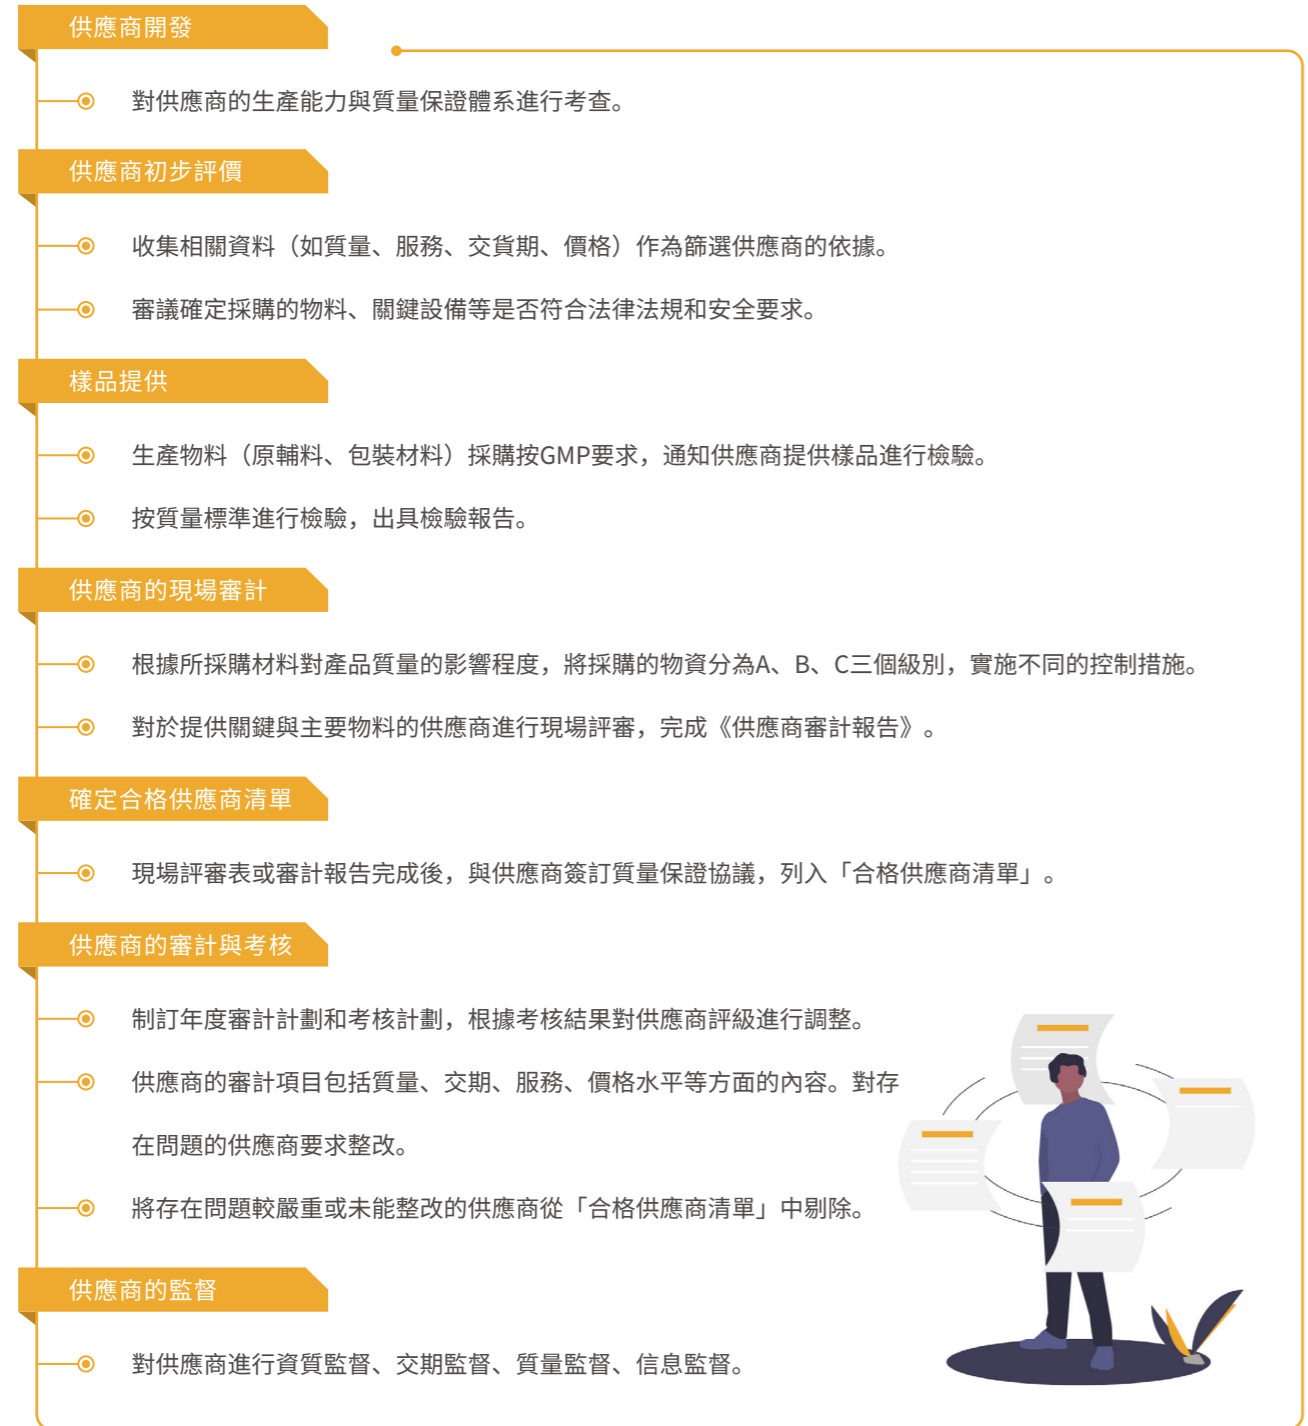 供應商開發
對供應商的生產能力與質量保證體系進行考查。
供應商初步評價
收集相關資料（如質量、服務、交貨期、價格）作為篩選供應商的依據。
審議確定採購的物料、關鍵設備等是否符合法律法規和安全要求。
樣品提供
生產物料（原輔料、包裝材料）採購按GMP要求，通知供應商提供樣品進行檢驗。
按質量標準進行檢驗，出具檢驗報告。
供應商的現場審計
根據所採購材料對產品質量的影響程度，將採購的物資分為A、B、C三個級別，實施不同的控制措施。
對於提供關鍵與主要物料的供應商進行現場評審，完成《供應商審計報告》。
確定合格供應商清單
現場評審表或審計報告完成後，與供應商簽訂質量保證協議，列入「合格供應商清單」。
供應商的審計與考核
制訂年度審計計劃和考核計劃，根據考核結果對供應商評級進行調整。
供應商的審計項目包括質量、交期、服務、價格水平等方面的內容。對存
在問題的供應商要求整改。
將存在問題較嚴重或未能整改的供應商從「合格供應商清單」中剔除。
供應商的監督
對供應商進行資質監督、交期監督、質量監督、信息監督。